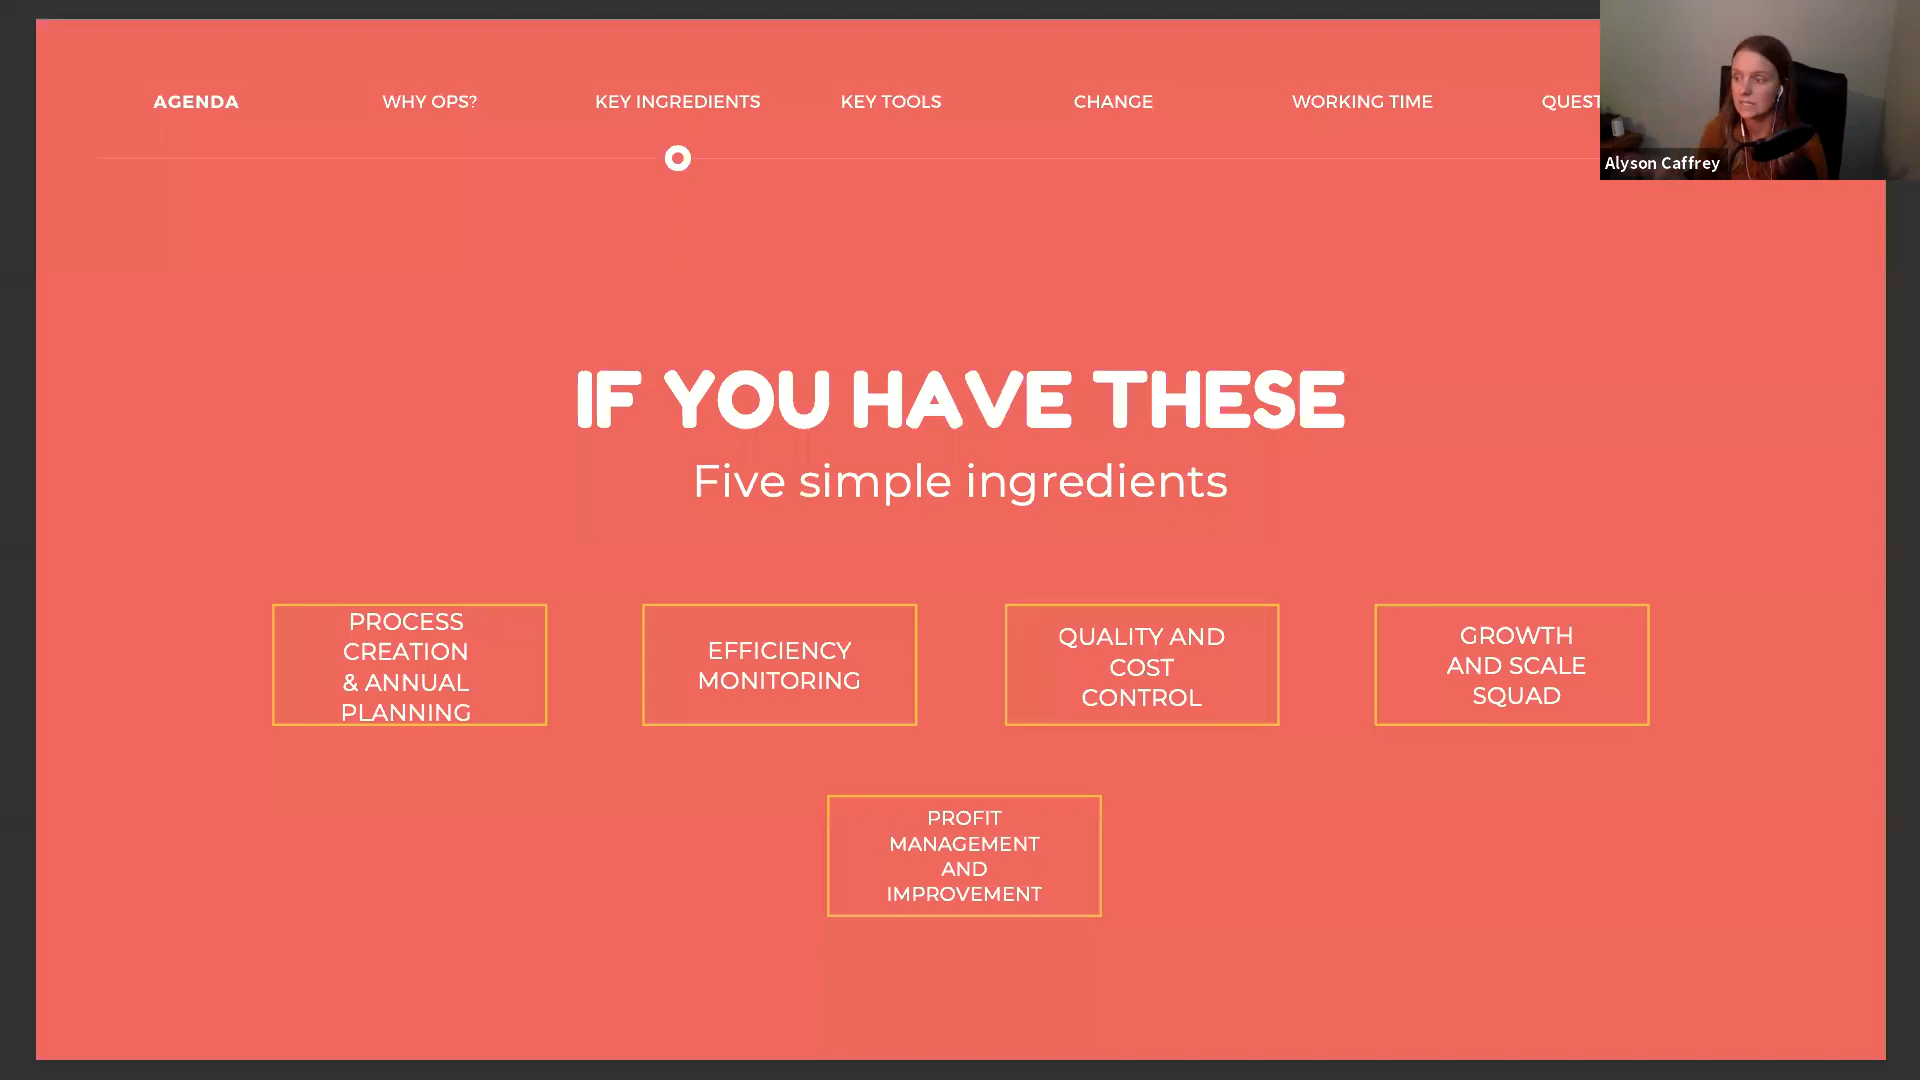 AGENDA
WHY OPS?
KEY INGREDIENTS
KEY TOOLS
CHANGE
WORKING TIME
QUEST
Alyson Caffrey
IF YOU HAVE THESE
Five simple ingredients
PROCESS
CREATION
& ANNUAL
PLANNING
EFFICIENCY
MONITORING
QUALITY AND
COST
CONTROL
GROWTH
AND SCALE
SQUAD
PROFIT
MANAGEMENT
AND
IMPROVEMENT